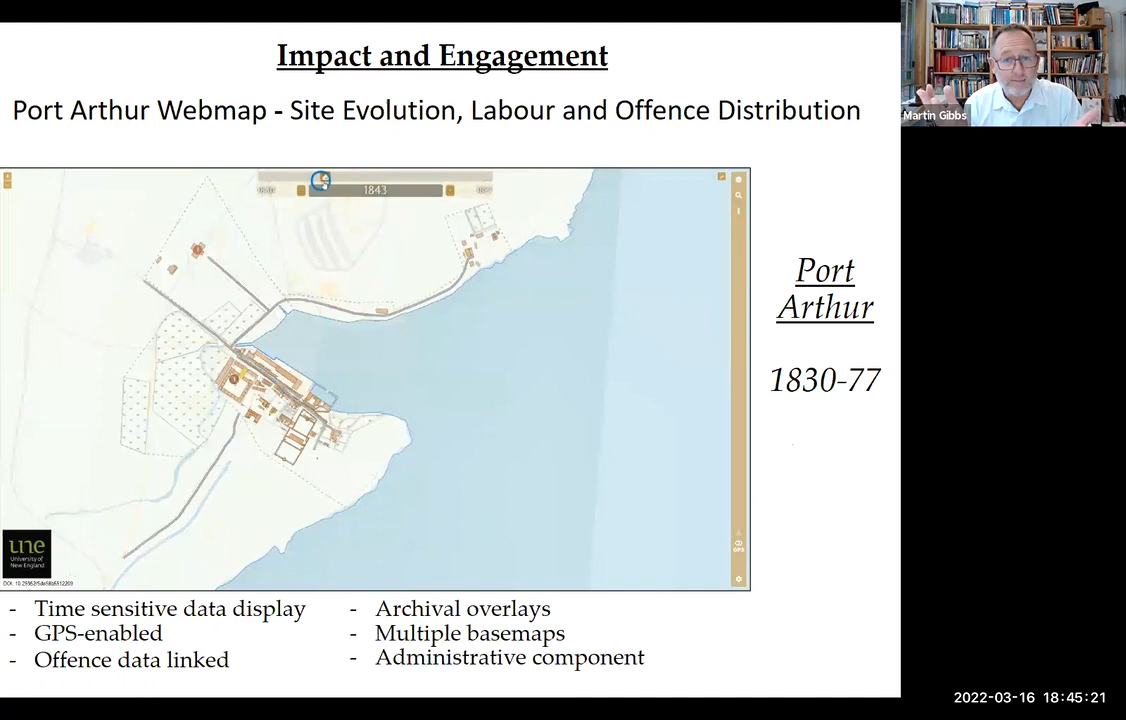 Impact and Engagement
Port Arthur Webmap - Site Evolution, Labour and Offence Distribution
Martin Gibbs
1843
Port
Arthur
1830-77
GPS
une
University of
New England
- Time sensitive data display
- GPS-enabled
- Offence data linked
- Archival overlays
- Multiple basemaps
- Administrative component
2022-03-16 18:45:21